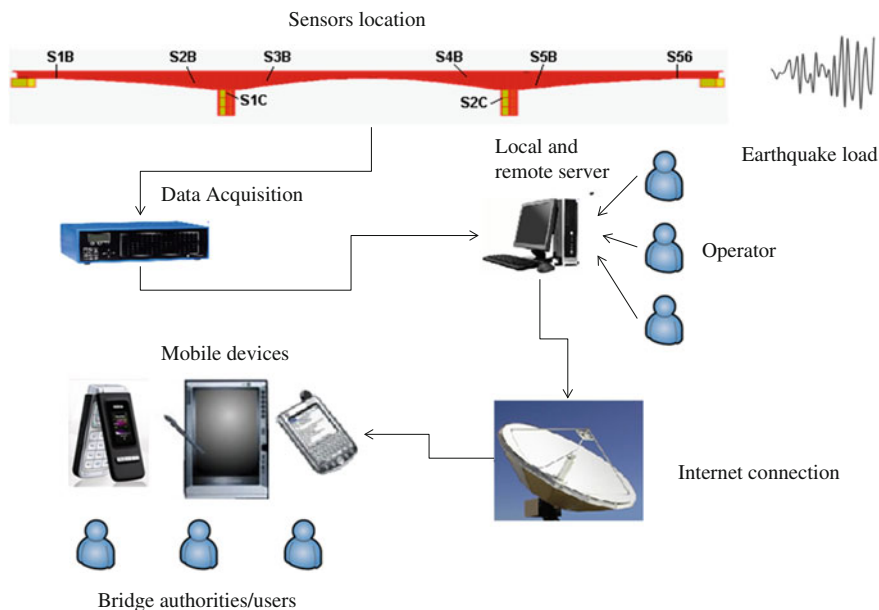 Sensors location
S1B
S2B
S3B
S4B
S5B
S56
S1C
S2C
Earthquake load
Local and
remote server
Data Acquisition
Operator
Mobile devices
Internet connection
Bridge authorities/users